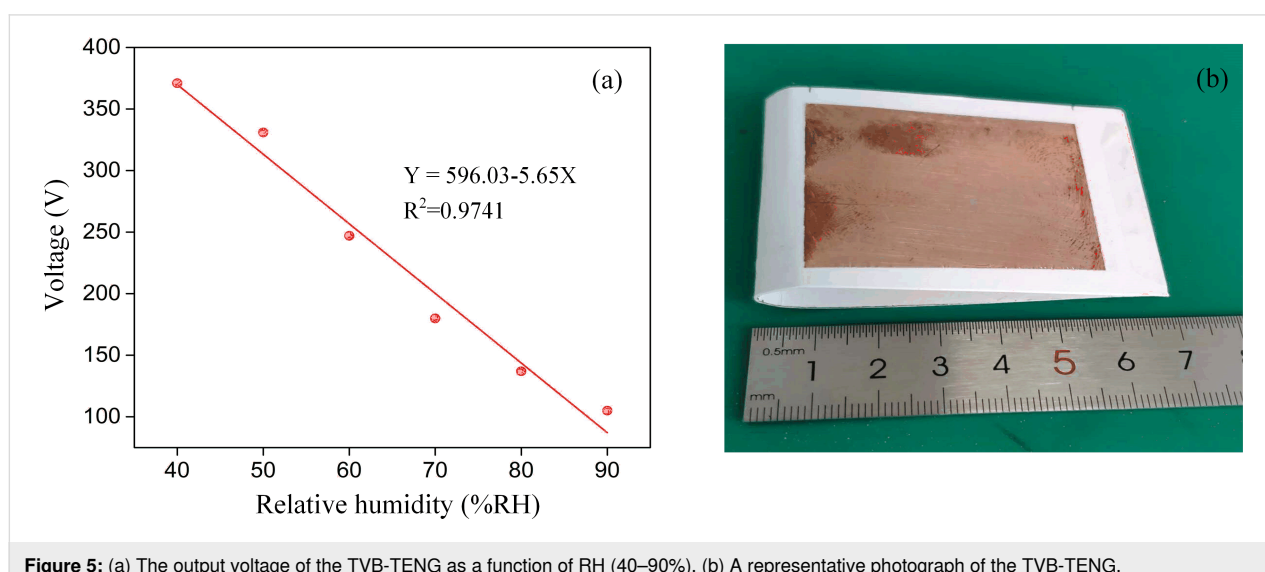 400
350
300
250
200
150
100
Voltage (V)
(a)
Y = 596.03-5.65X
R²=0.9741
40 50 60 70 80 90
Relative humidity (%RH)
(b)
0.5mm
1 2 3 4 5 6 7
mm
Figure 5: (a) The output voltage of the TVB-TENG as a function of RH (40–90%). (b) A representative photograph of the TVB-TENG.